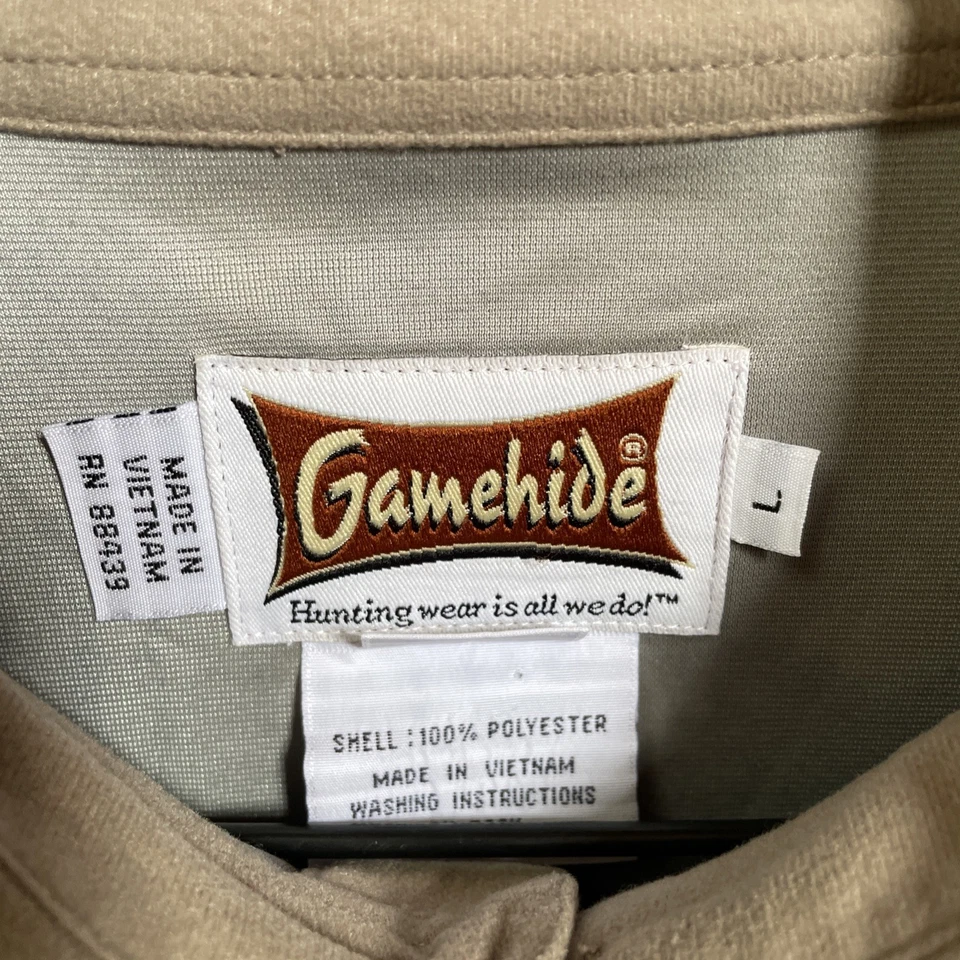 Gamehide®
Hunting wear is all we do!™
MADE IN
VIETNAM
RN 88439
L
SHELL : 100% POLYESTER
MADE IN VIETNAM
WASHING INSTRUCTIONS